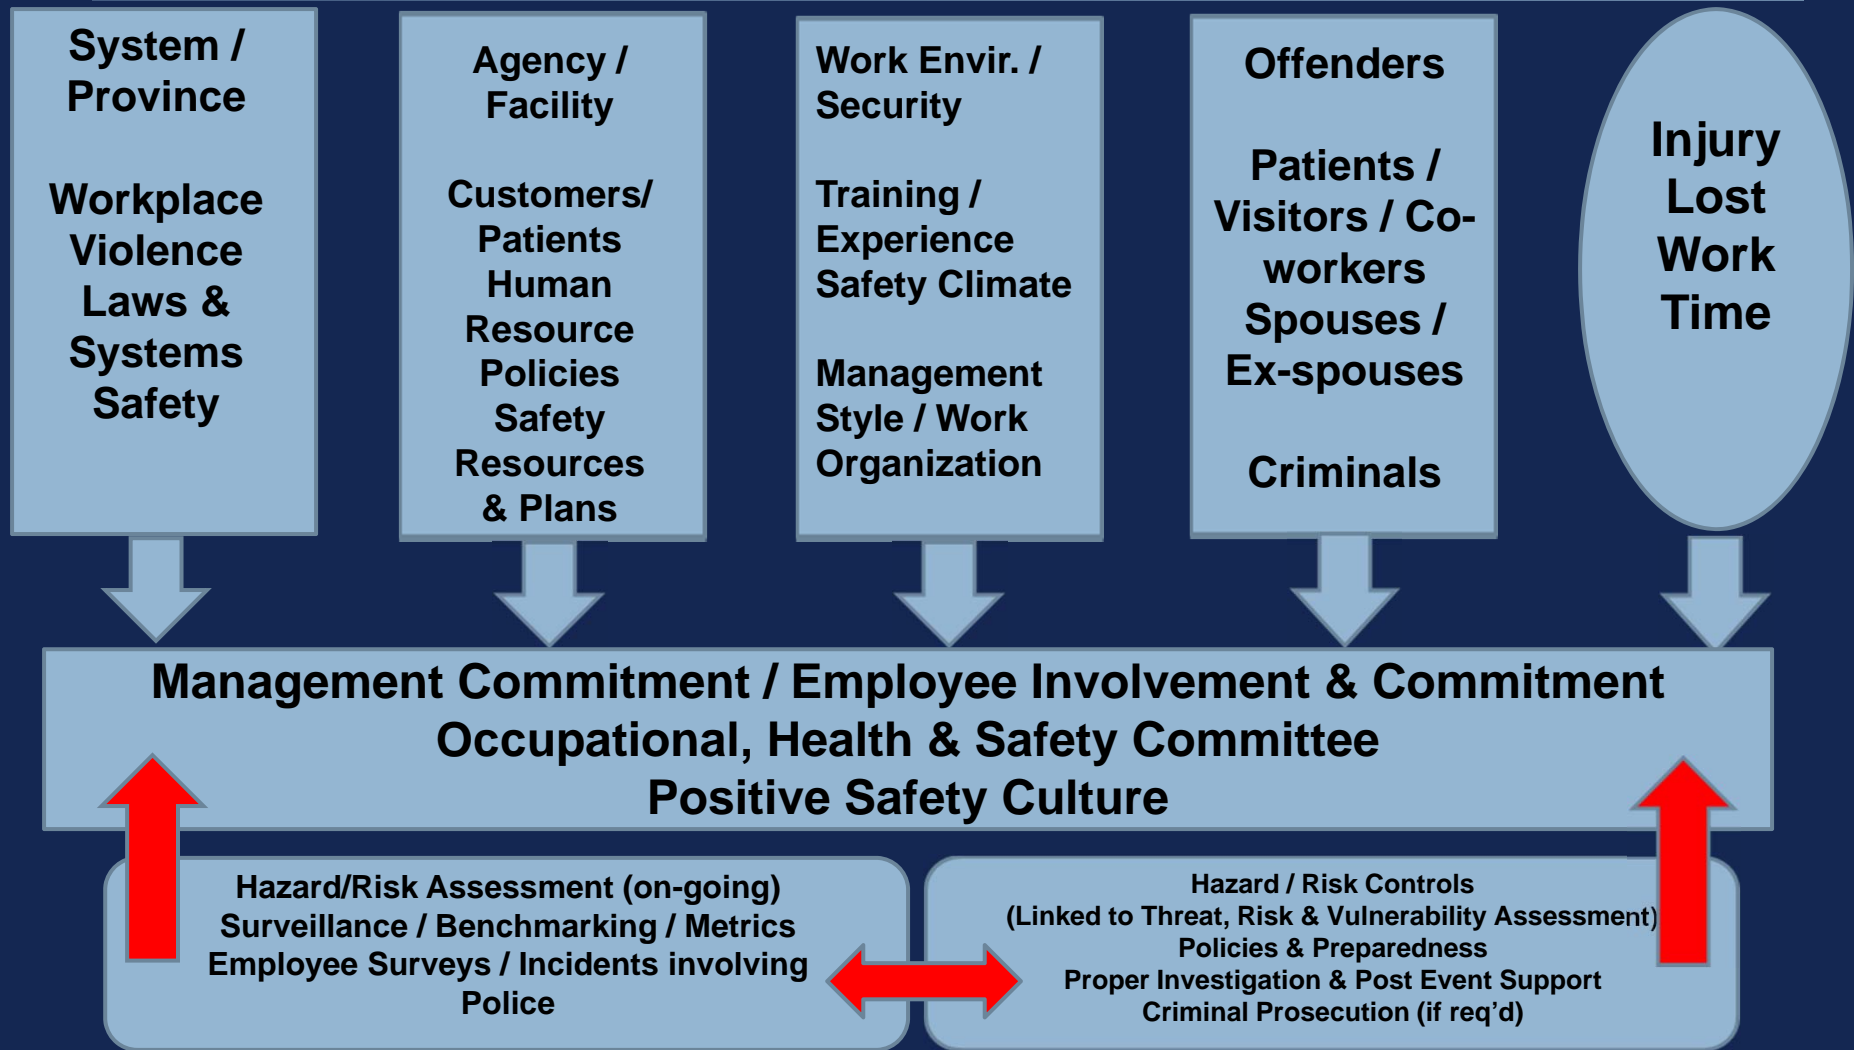 System /
Province
Workplace
Violence
Laws &
Systems
Safety
Agency /
Facility
Customers/
Patients
Human
Resource
Policies
Safety
Resources
& Plans
Work Envir. /
Security
Training /
Experience
Safety Climate
Management
Style / Work
Organization
Offenders
Patients /
Visitors / Co-
workers
Spouses /
Ex-spouses
Criminals
Injury
Lost
Work
Time
Management Commitment / Employee Involvement & Commitment
Occupational, Health & Safety Committee
Positive Safety Culture
Hazard/Risk Assessment (on-going)
Surveillance / Benchmarking / Metrics
Employee Surveys / Incidents involving
Police
Hazard / Risk Controls
(Linked to Threat, Risk & Vulnerability Assessment)
Policies & Preparedness
Proper Investigation & Post Event Support
Criminal Prosecution (if req’d)